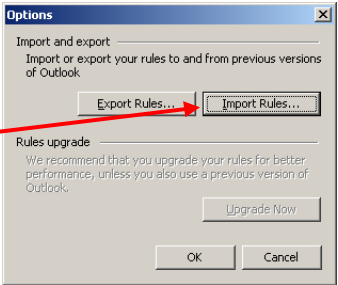 Options
Import and export
Import or export your rules to and from previous versions
of Outlook
Export Rules... Import Rules...
Rules upgrade
We recommend that you upgrade your rules for better
performance, unless you also use a previous version of
Outlook.
Upgrade Now
OK Cancel